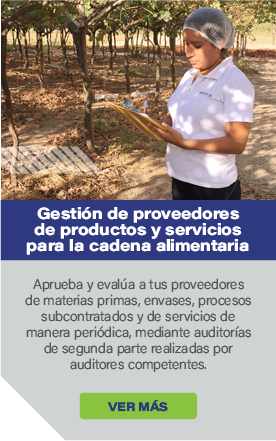 Gestión de proveedores
de productos y servicios
para la cadena alimentaria
Aprueba y evalúa a tus proveedores
de materias primas, envases, procesos
subcontratados y de servicios de
manera periódica, mediante auditorías
de segunda parte realizadas por
auditores competentes.
VER MÁS